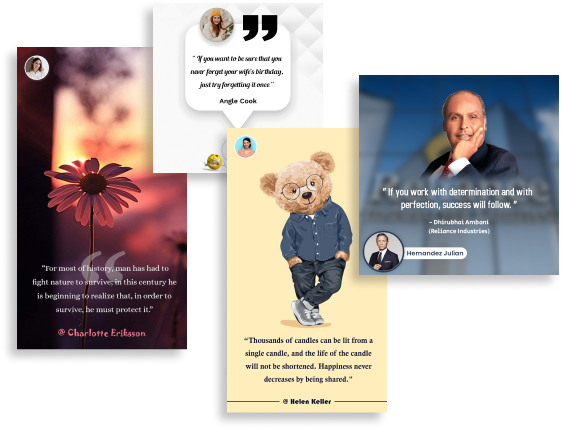 " If you want to be sure that you
never forget your wife's birthday,
just try forgetting it once "
Angle Cook
"For most of history, man has had to
fight nature to survive; in this century he
is beginning to realize that, in order to
survive, he must protect it."
@ Charlotte Eriksson
"Thousands of candles can be lit from a
single candle, and the life of the candle
will not be shortened. Happiness never
decreases by being shared."
@ Helen Keller
" If you work with determination and with
perfection, success will follow. "
- Dhirubhai Ambani
(Reliance Industries)
Hernandez Julian